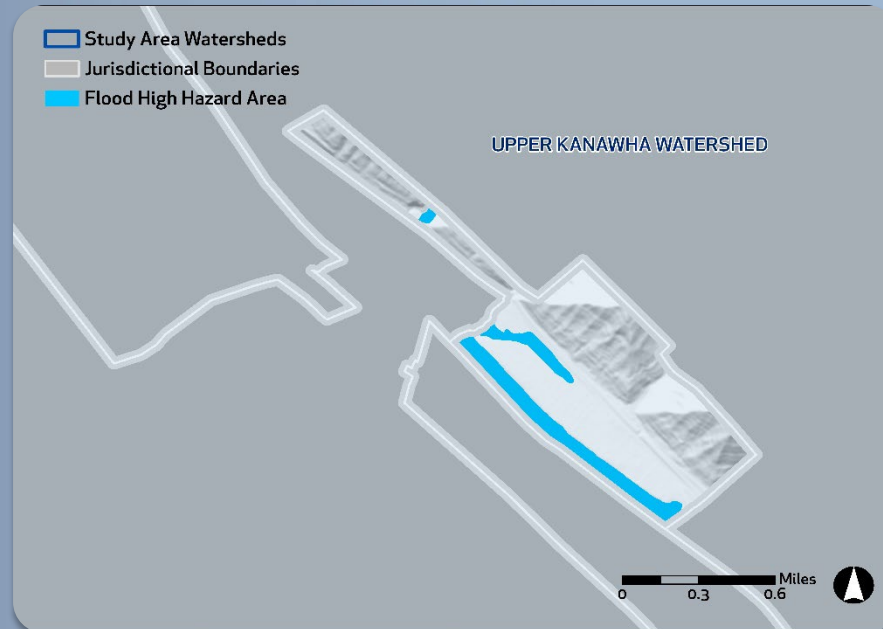 Study Area Watersheds
Jurisdictional Boundaries
Flood High Hazard Area
UPPER KANAWHA WATERSHED
Miles
0 0.3 0.6